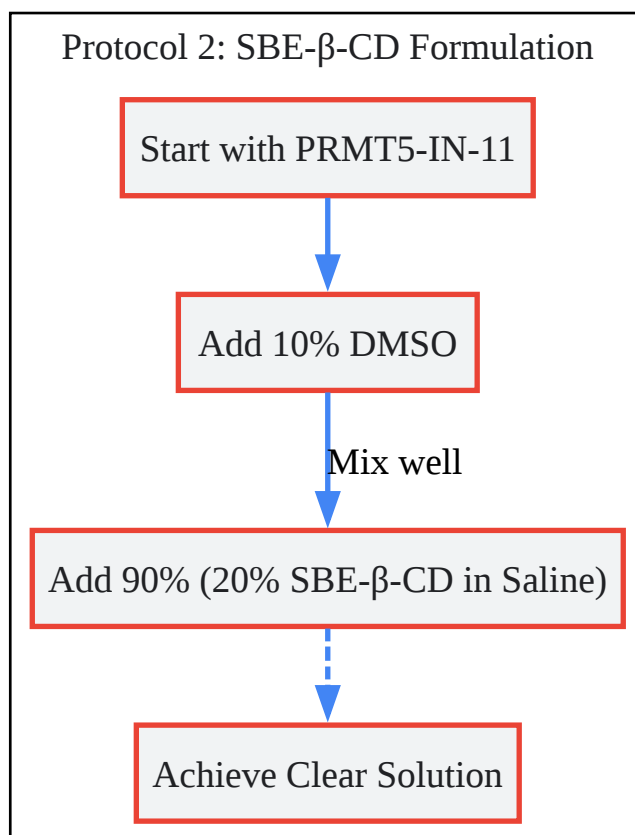 Protocol 2: SBE-β-CD Formulation
Start with PRMT5-IN-11
Add 10% DMSO
Mix well
Add 90% (20% SBE-β-CD in Saline)
Achieve Clear Solution